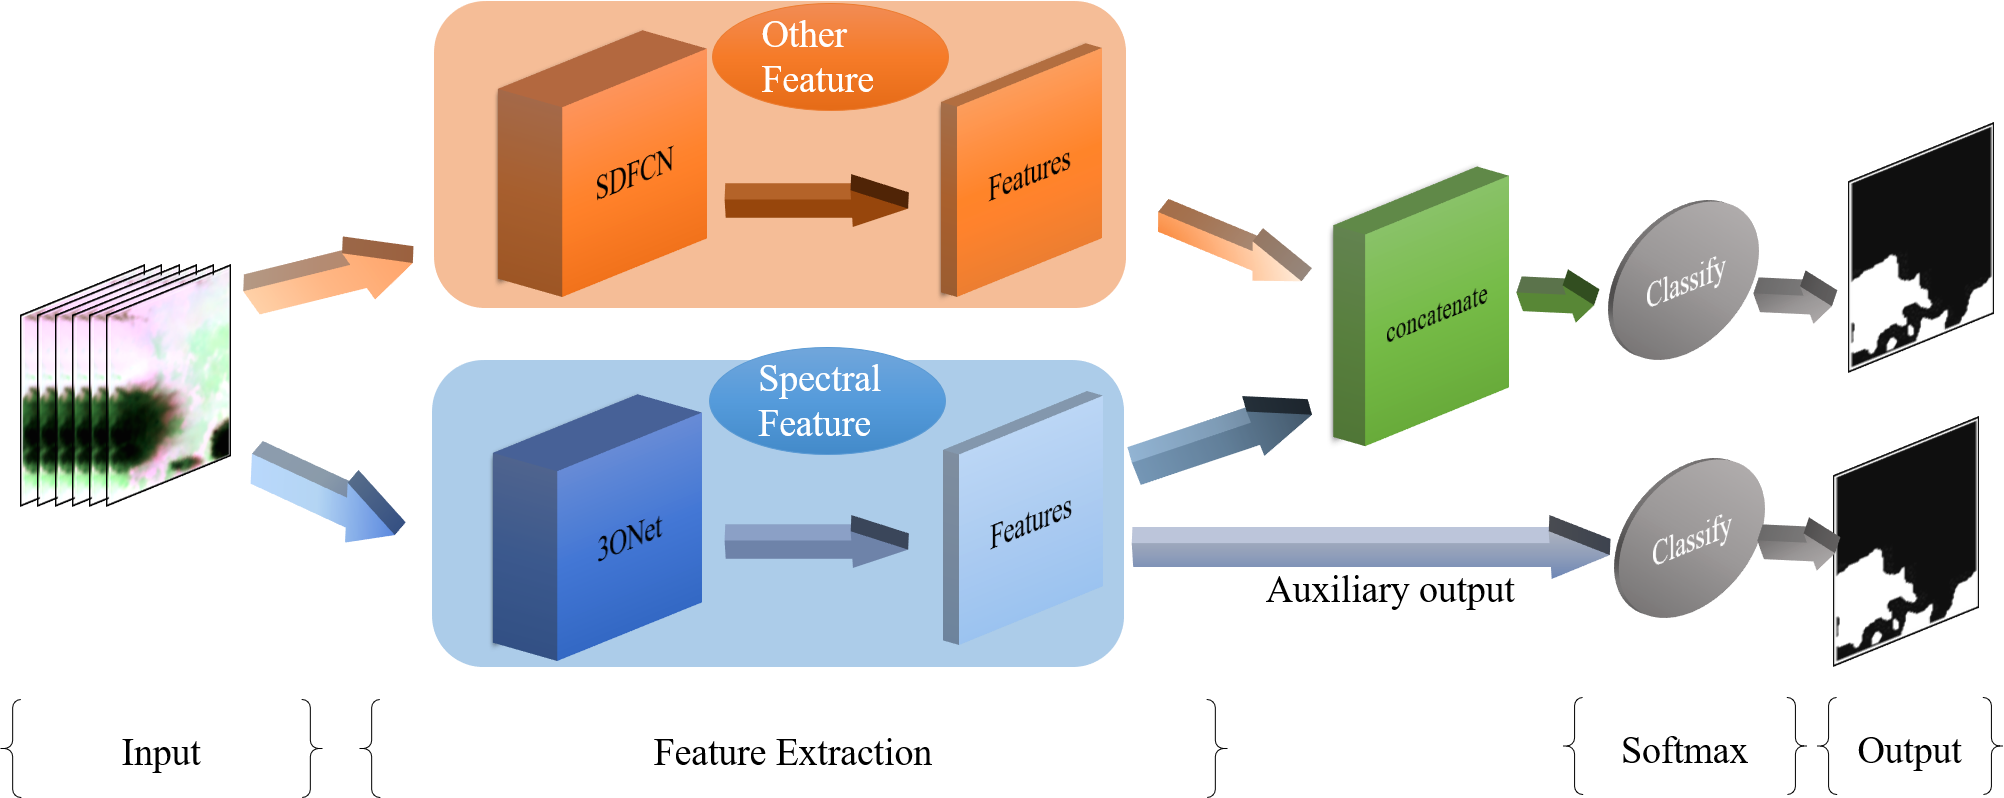 Other
Feature
SDFCN
Features
Spectral
Feature
3ONet
Features
concatenate
Classify
Classify
Auxiliary output
Input
Feature Extraction
Softmax
Output